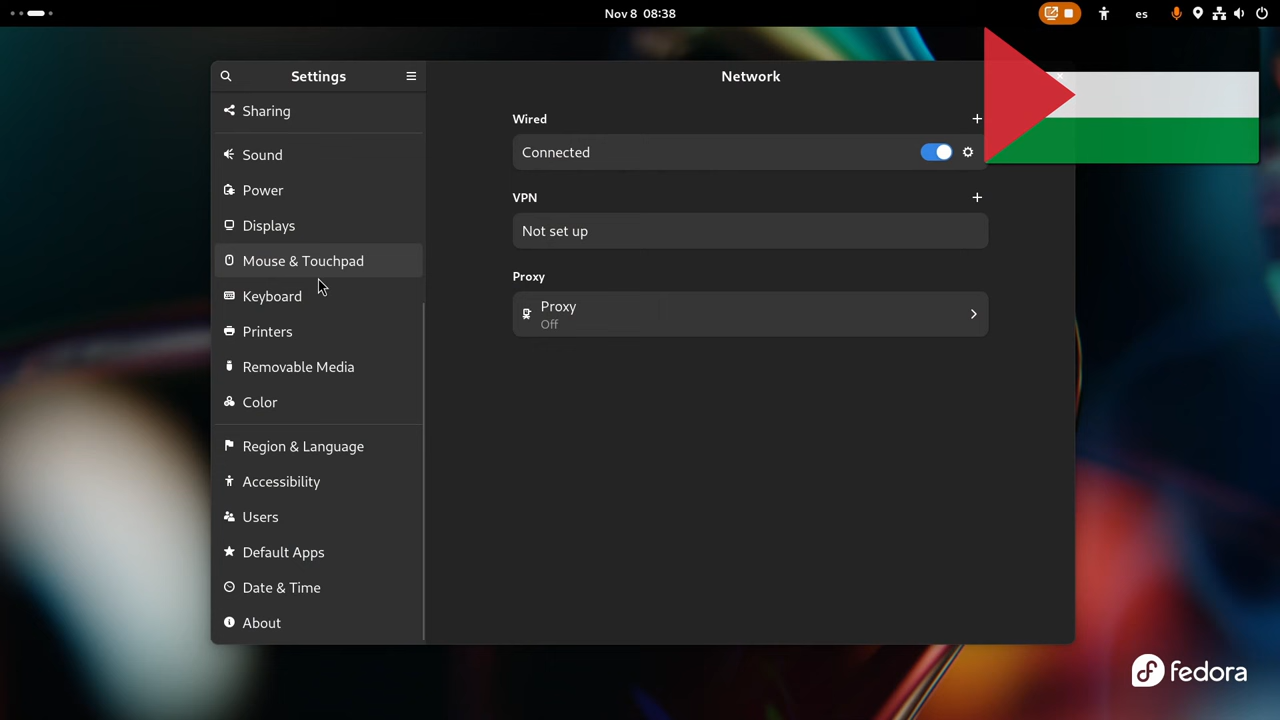 Nov 8 08:38
es
Settings
Sharing
Sound
Power
Displays
Mouse & Touchpad
Keyboard
Printers
Removable Media
Color
Region & Language
Accessibility
Users
Default Apps
Date & Time
About
Network
Wired
Connected
VPN
Not set up
Proxy
Proxy
Off
fedora